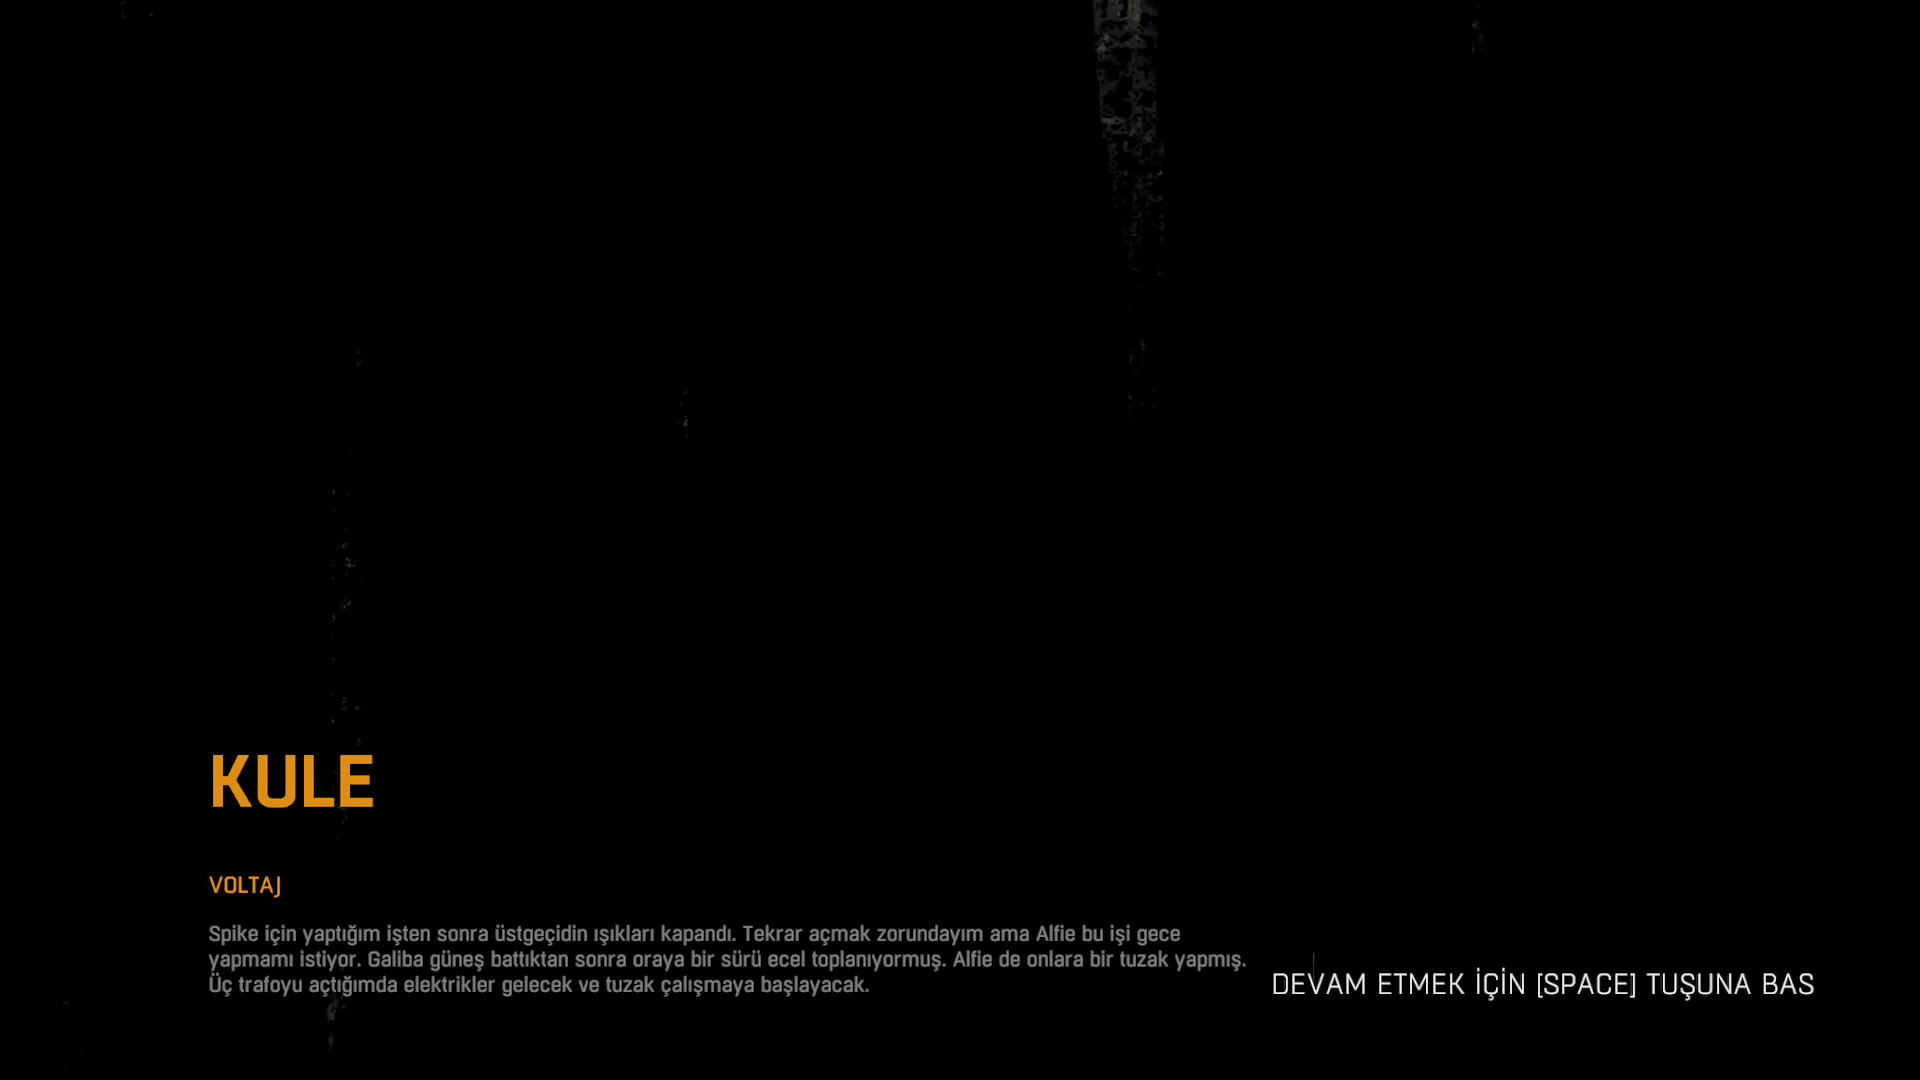 KULE
VOLTAJ
Spike için yaptığım işten sonra üstgeçidin ışıkları kapandı. Tekrar açmak zorundayım ama Alfie bu işi gece
yapmamı istiyor. Galiba güneş battıktan sonra oraya bir sürü ecel toplanıyormuş. Alfie de onlara bir tuzak yapmış.
Üç trafoyu açtığımda elektrikler gelecek ve tuzak çalışmaya başlayacak.
DEVAM ETMEK İÇİN [SPACE] TUŞUNA BAS